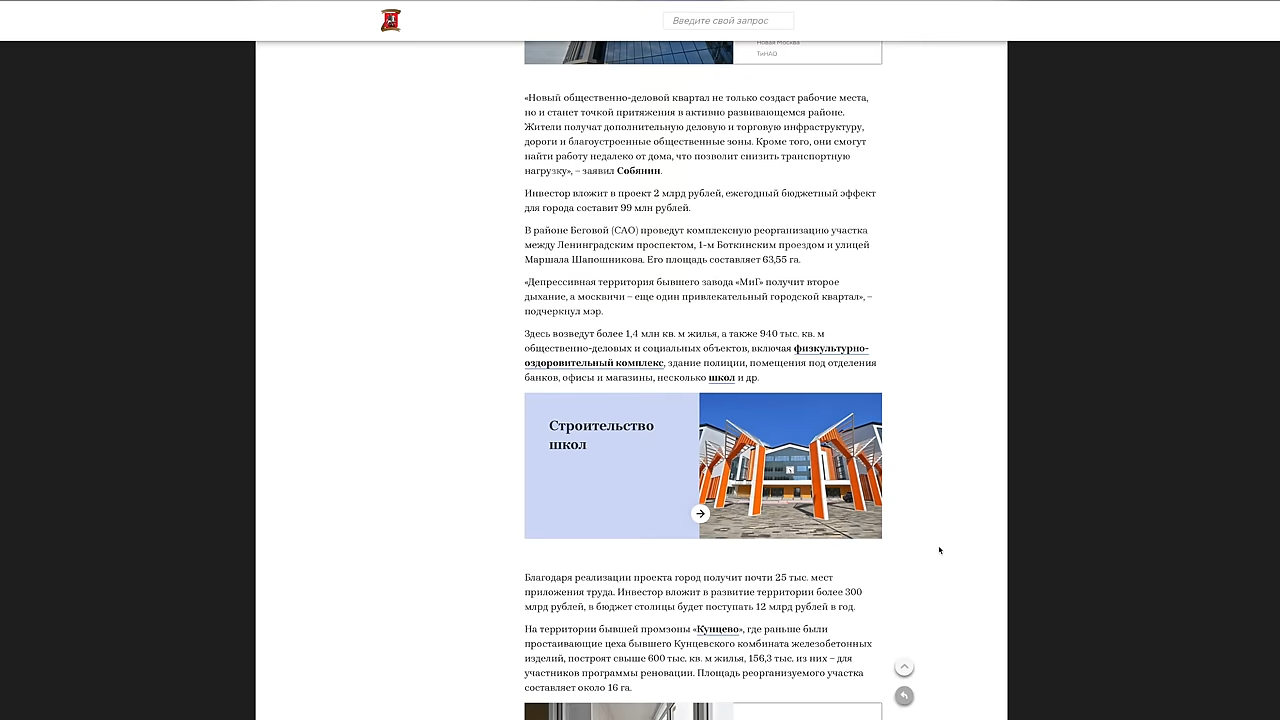 Введите свой запрос
Новая Москва
ТиНАО
«Новый общественно-деловой квартал не только создаст рабочие места,
но и станет точкой притяжения в активно развивающемся районе.
Жители получат дополнительную деловую и торговую инфраструктуру,
дороги и благоустроенные общественные зоны. Кроме того, они смогут
найти работу недалеко от дома, что позволит снизить транспортную
нагрузку», – заявил Собянин.
Инвестор вложит в проект 2 млрд рублей, ежегодный бюджетный эффект
для города составит 99 млн рублей.
В районе Беговой (САО) проведут комплексную реорганизацию участка
между Ленинградским проспектом, 1-м Боткинским проездом и улицей
Маршала Шапошникова. Его площадь составляет 63,55 га.
«Депрессивная территория бывшего завода «МиГ» получит второе
дыхание, а москвичи – еще один привлекательный городской квартал», –
подчеркнул мэр.
Здесь возведут более 1,4 млн кв. м жилья, а также 940 тыс. кв. м
общественно-деловых и социальных объектов, включая физкультурно-
оздоровительный комплекс, здание полиции, помещения под отделения
банков, офисы и магазины, несколько школ и др.
Строительство
школ
Благодаря реализации проекта город получит почти 25 тыс. мест
приложения труда. Инвестор вложит в развитие территории более 300
млрд рублей, в бюджет столицы будет поступать 12 млрд рублей в год.
На территории бывшей промзоны «Кунцево», где раньше были
простаивающие цеха бывшего Кунцевского комбината железобетонных
изделий, построят свыше 600 тыс. кв. м жилья, 156,3 тыс. из них – для
участников программы реновации. Площадь реорганизуемого участка
составляет около 16 га.